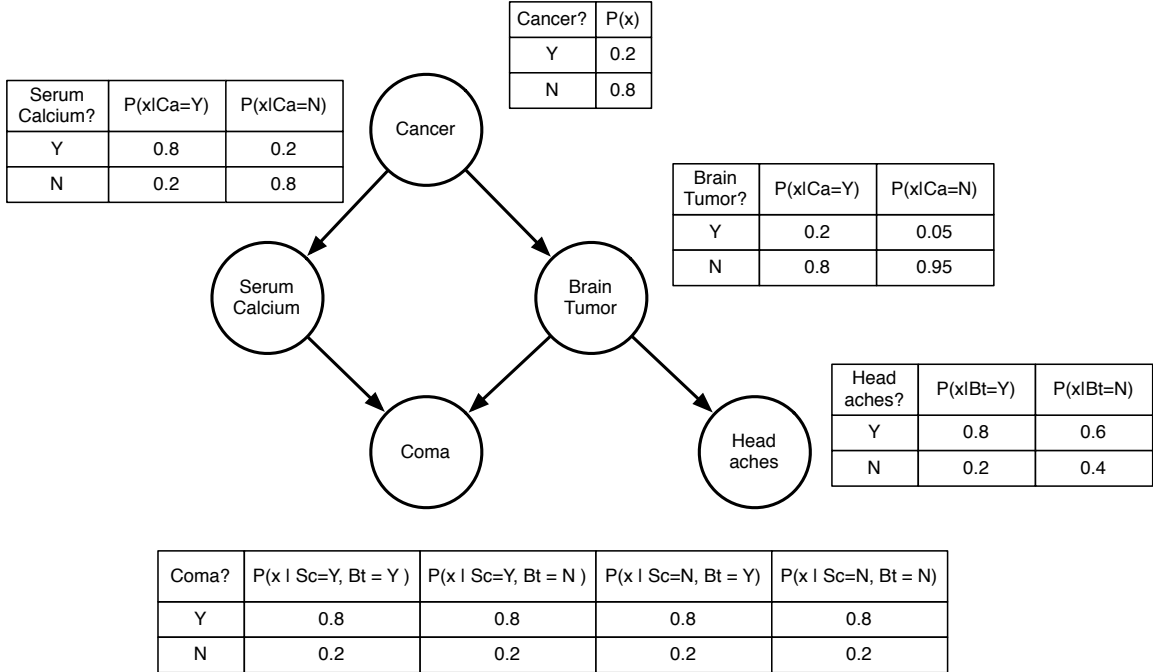 Cancer? P(x)
Y 0.2
N 0.8
Serum
Calcium? P(x|Ca=Y) P(x|Ca=N)
Y 0.8 0.2
N 0.2 0.8
Cancer
Brain
Tumor? P(x|Ca=Y) P(x|Ca=N)
Y 0.2 0.05
N 0.8 0.95
Serum
Calcium
Brain
Tumor
Head
aches? P(x|Bt=Y) P(x|Bt=N)
Y 0.8 0.6
N 0.2 0.4
Coma
Head
aches
Coma? P(x | Sc=Y, Bt = Y ) P(x | Sc=Y, Bt = N ) P(x | Sc=N, Bt = Y) P(x | Sc=N, Bt = N)
Y 0.8 0.8 0.8 0.8
N 0.2 0.2 0.2 0.2